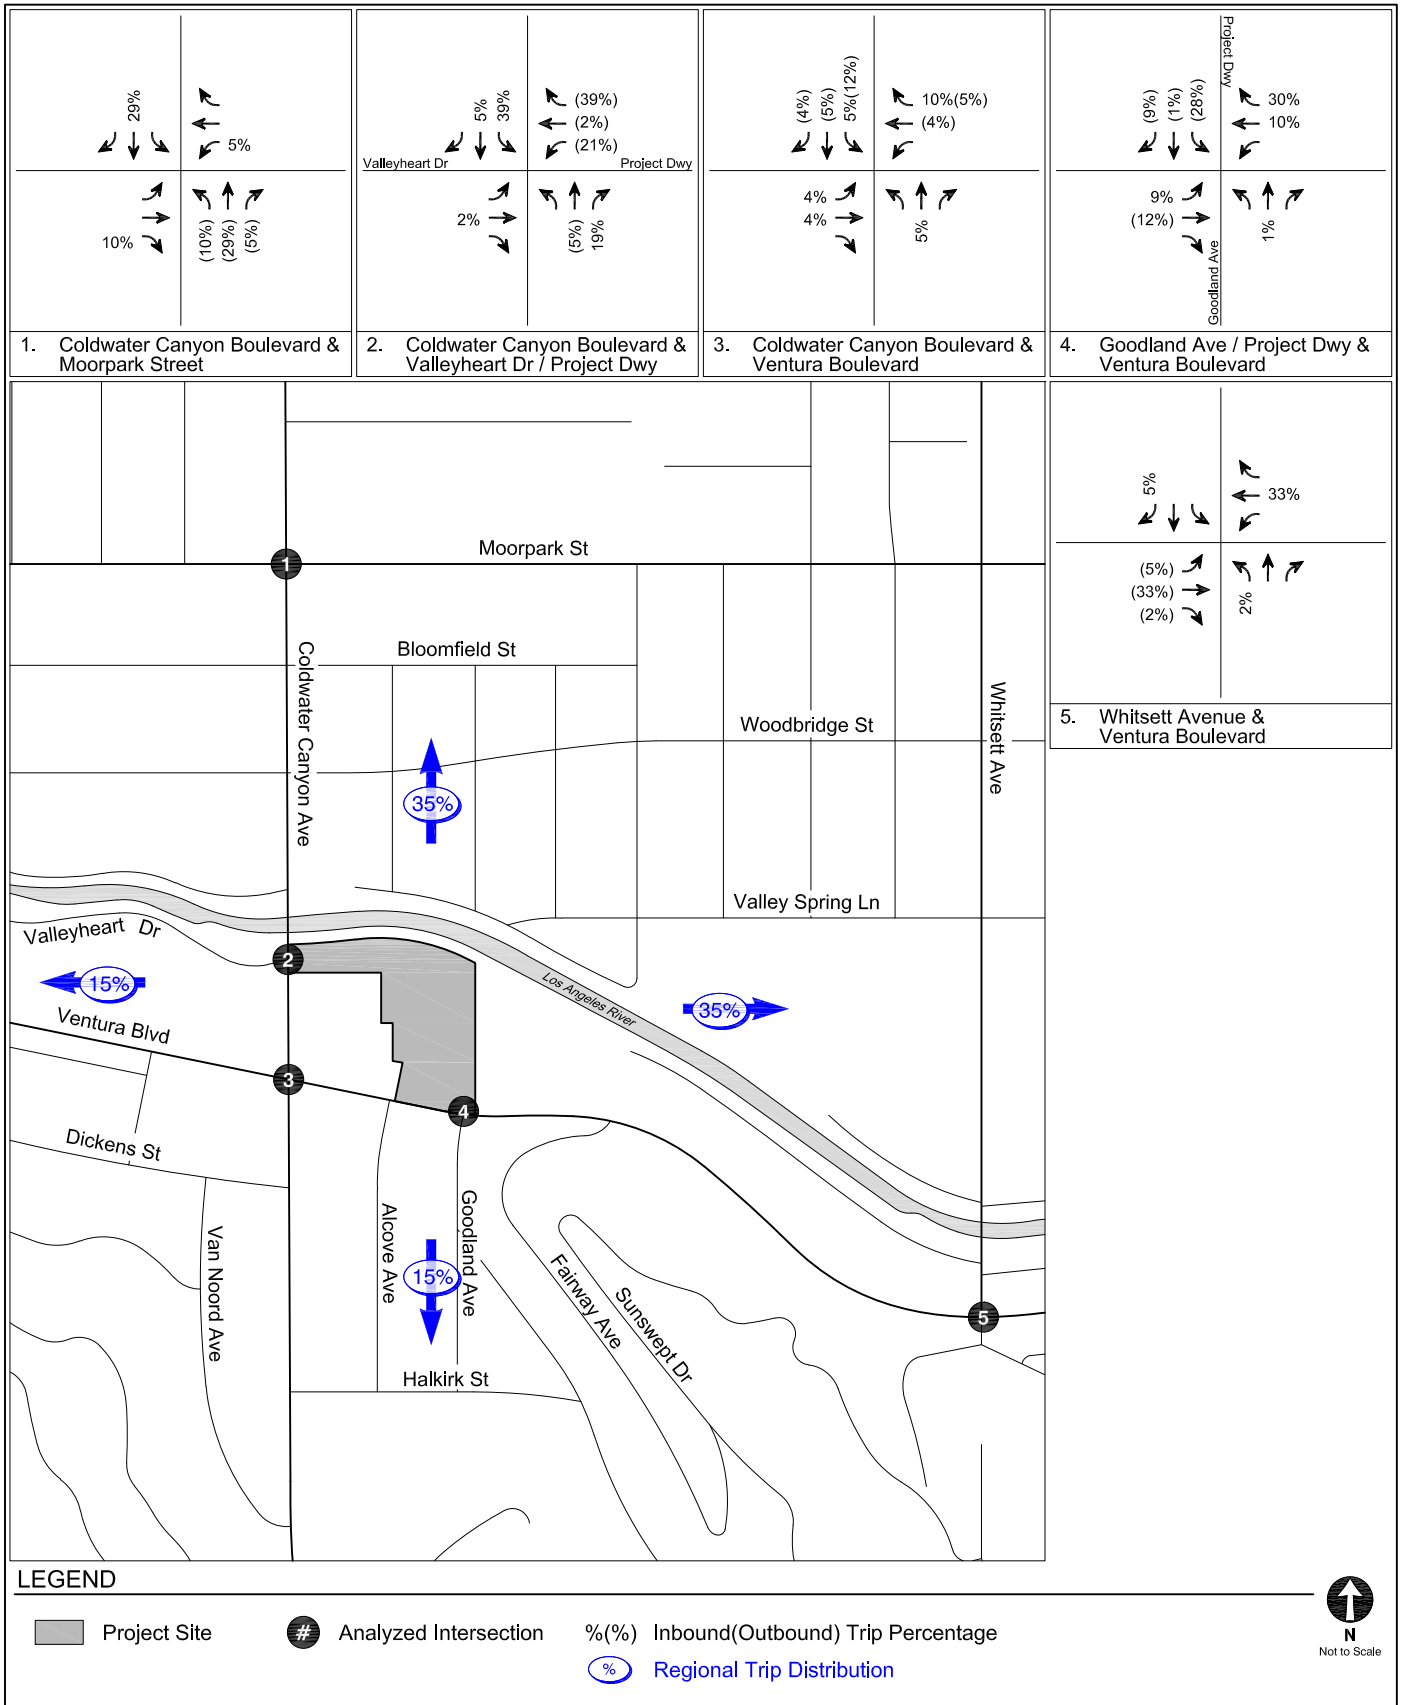 29%
5%
10%
(10%)
(29%)
(5%)
1. Coldwater Canyon Boulevard &
Moorpark Street
5%
39%
(39%)
(2%)
(21%)
Valleyheart Dr
Project Dwy
2%
(5%)
19%
2. Coldwater Canyon Boulevard &
Valleyheart Dr / Project Dwy
(4%)
(5%)
5%(12%)
10%(5%)
(4%)
4%
4%
5%
3. Coldwater Canyon Boulevard &
Ventura Boulevard
Project Dwy
(9%)
(1%)
(28%)
30%
10%
9%
(12%)
1%
Goodland Ave
4. Goodland Ave / Project Dwy &
Ventura Boulevard
5%
33%
(5%)
(33%)
(2%)
2%
5. Whitsett Avenue &
Ventura Boulevard
Moorpark St
1
Coldwater Canyon Ave
Bloomfield St
Whitsett Ave
Woodbridge St
35%
Valley Spring Ln
Valleyheart Dr
2
15%
Los Angeles River
35%
Ventura Blvd
3
4
Dickens St
Van Noord Ave
Alcove Ave
Goodland Ave
15%
Fairway Ave
Sunswept Dr
5
Halkirk St
LEGEND
Project Site
# Analyzed Intersection
%(%) Inbound(Outbound) Trip Percentage
% Regional Trip Distribution
N
Not to Scale